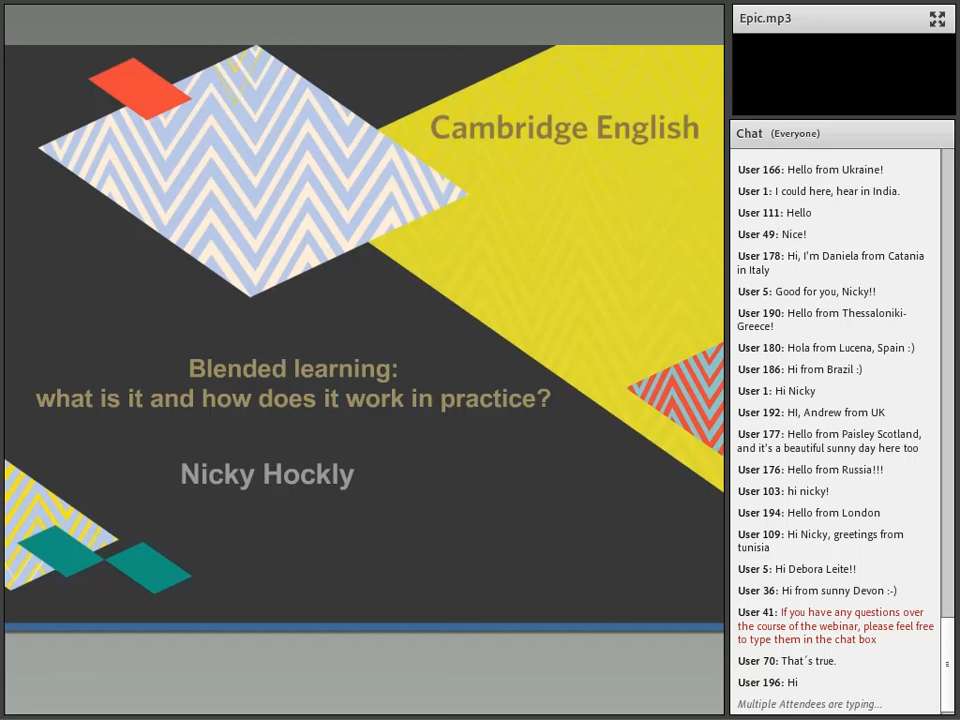 Cambridge English
Blended learning:
what is it and how does it work in practice?
Nicky Hockly
Epic.mp3
Chat (Everyone)
User 166: Hello from Ukraine!
User 1: I could here, hear in India.
User 111: Hello
User 49: Nice!
User 178: Hi, I'm Daniela from Catania
in Italy
User 5: Good for you, Nicky!!
User 190: Hello from Thessaloniki-
Greece!
User 180: Hola from Lucena, Spain :)
User 186: Hi from Brazil :)
User 1: Hi Nicky
User 192: HI, Andrew from UK
User 177: Hello from Paisley Scotland,
and it's a beautiful sunny day here too
User 176: Hello from Russia!!!
User 103: hi nicky!
User 194: Hello from London
User 109: Hi Nicky, greetings from
tunisia
User 5: Hi Debora Leite!!
User 36: Hi from sunny Devon :-)
User 41: If you have any questions over
the course of the webinar, please feel free
to type them in the chat box
User 70: That´s true.
User 196: Hi
Multiple Attendees are typing...